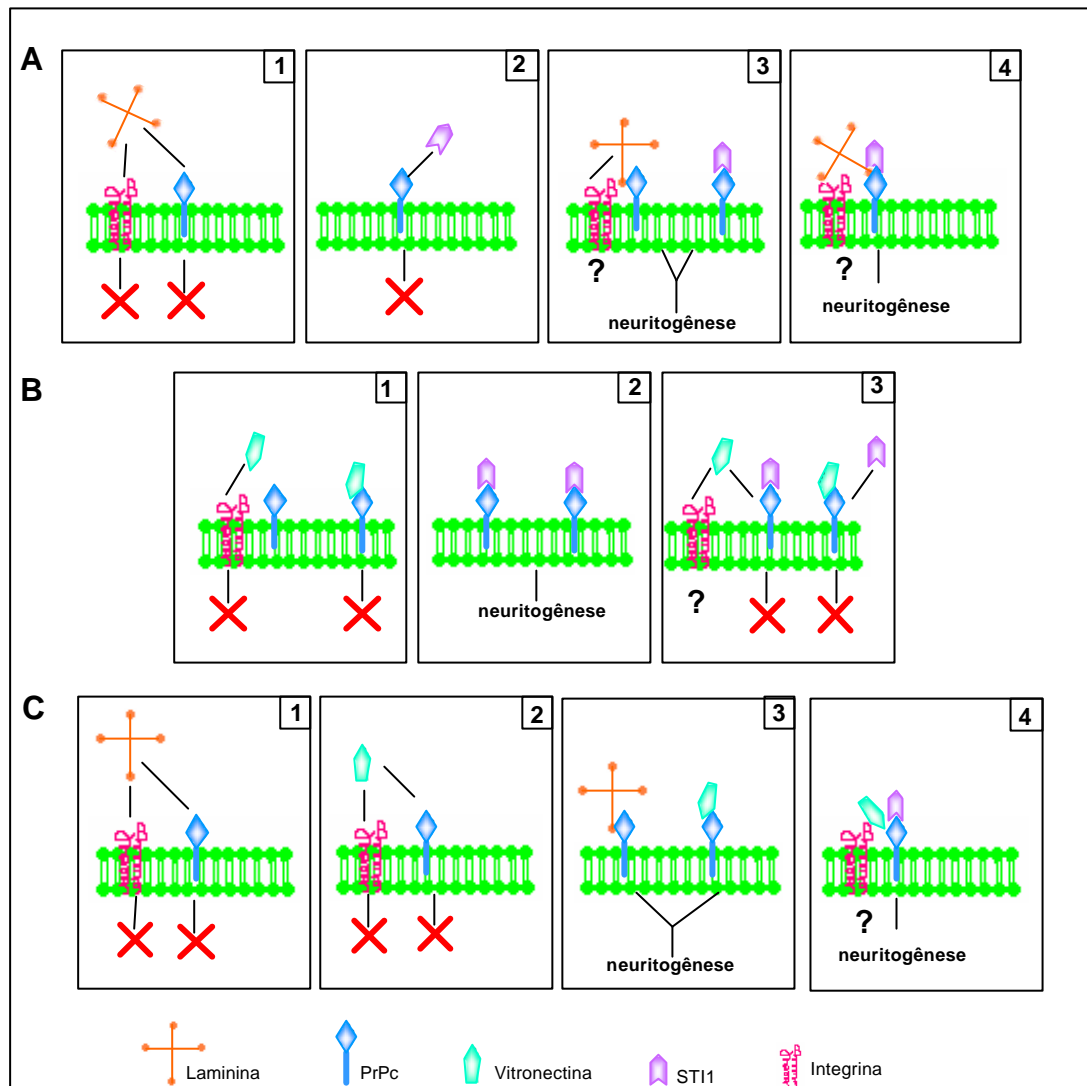 A
1
2
3
4
?
neuritogênese
?
neuritogênese
B
1
2
3
neuritogênese
?
C
1
2
3
4
neuritogênese
?
neuritogênese
Laminina
PrPc
Vitronectina
STI1
Integrina